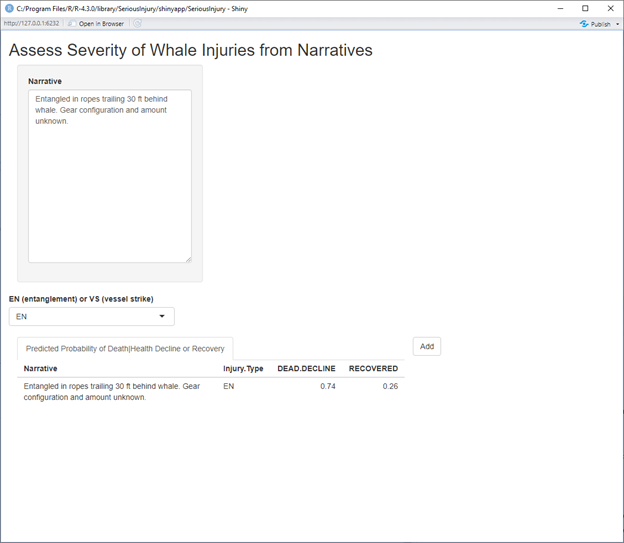 C:/Program Files/R/R-4.3.0/library/SeriousInjury/shinyapp/SeriousInjury - Shiny
http://127.0.0.1:6232 Open in Browser Publish
Assess Severity of Whale Injuries from Narratives
Narrative
Entangled in ropes trailing 30 ft behind
whale. Gear configuration and amount
unknown.
EN (entanglement) or VS (vessel strike)
EN
Predicted Probability of Death|Health Decline or Recovery
Add
Narrative Injury.Type DEAD.DECLINE RECOVERED
Entangled in ropes trailing 30 ft behind whale. Gear EN 0.74 0.26
configuration and amount unknown.